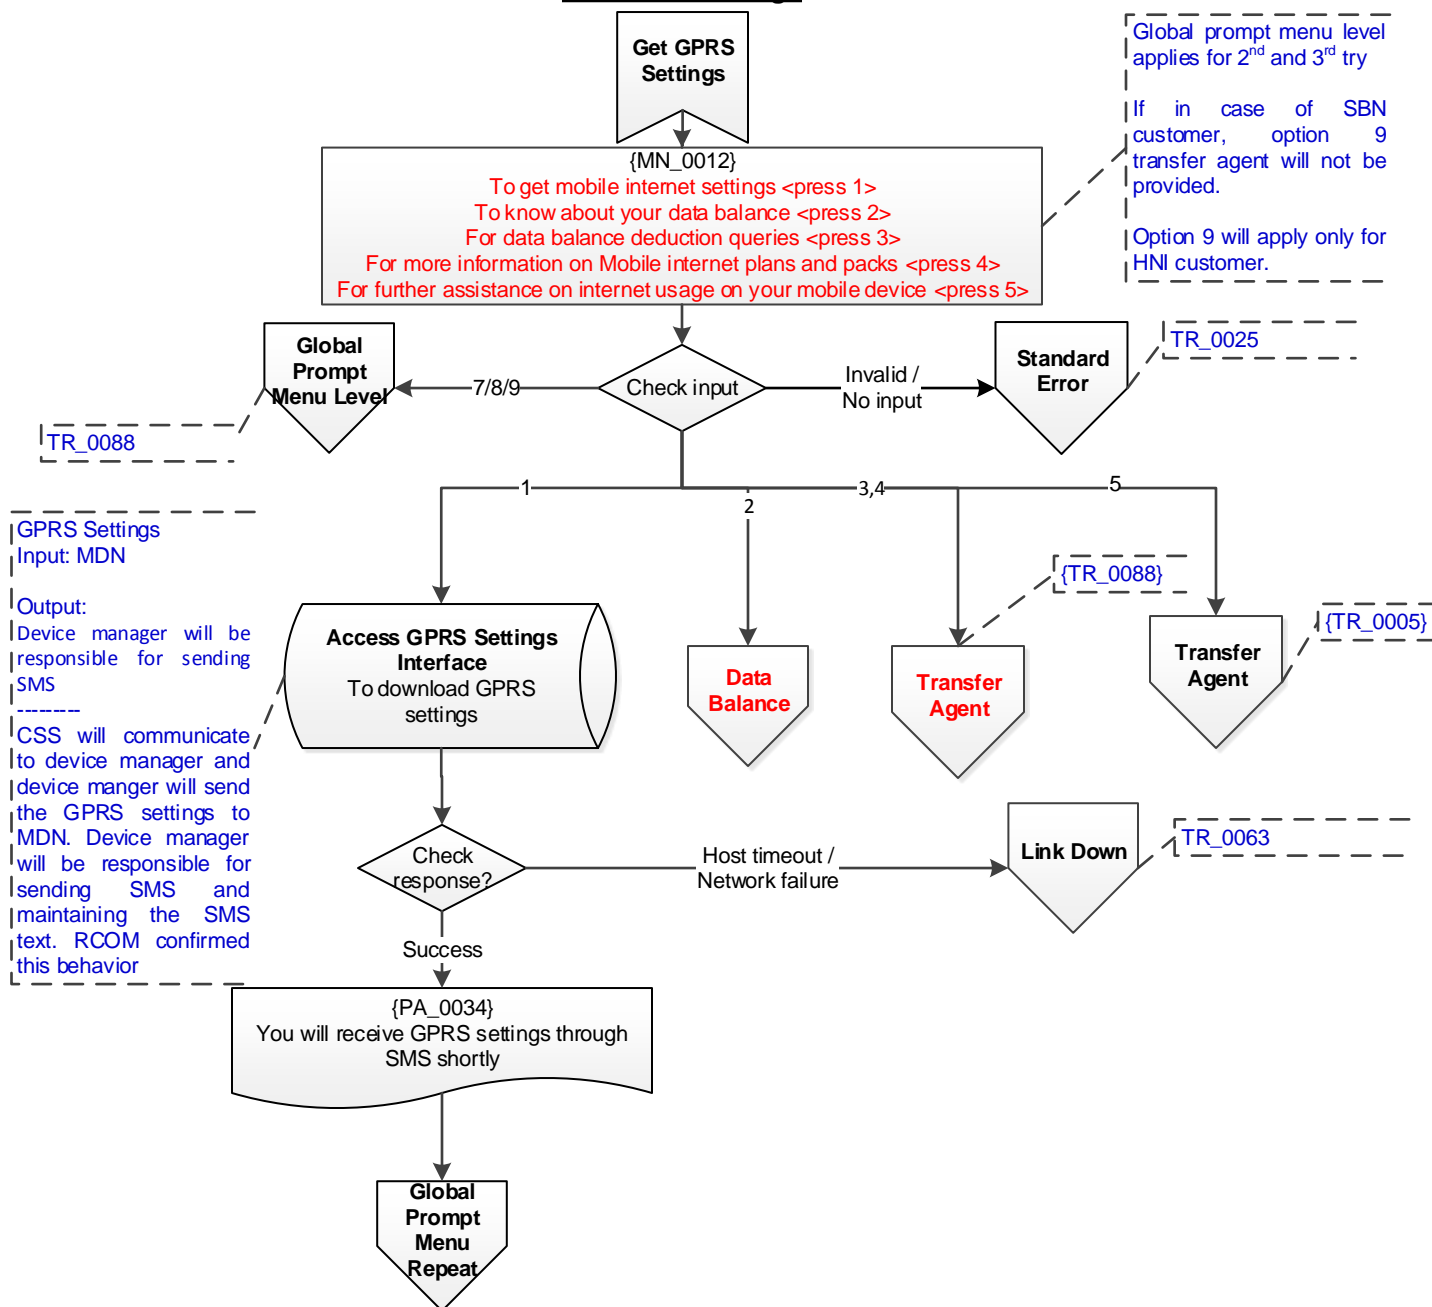 Get GPRS
Settings
Global prompt menu level
applies for 2nd and 3rd try
If in case of SBN
customer, option 9
transfer agent will not be
provided.
Option 9 will apply only for
HNI customer.
{MN_0012}
To get mobile internet settings <press 1>
To know about your data balance <press 2>
For data balance deduction queries <press 3>
For more information on Mobile internet plans and packs <press 4>
For further assistance on internet usage on your mobile device <press 5>
Global
Prompt
Menu Level
7/8/9
Check input
Invalid /
No input
Standard
Error
TR_0025
TR_0088
1
2
3,4
5
GPRS Settings
Input: MDN
Output:
Device manager will be
responsible for sending
SMS
---------
CSS will communicate
to device manager and
device manger will send
the GPRS settings to
MDN. Device manager
will be responsible for
sending SMS and
maintaining the SMS
text. RCOM confirmed
this behavior
Access GPRS Settings
Interface
To download GPRS
settings
Data
Balance
Transfer
Agent
{TR_0088}
Transfer
Agent
{TR_0005}
Check
response?
Host timeout /
Network failure
Link Down
TR_0063
Success
{PA_0034}
You will receive GPRS settings through
SMS shortly
Global
Prompt
Menu
Repeat